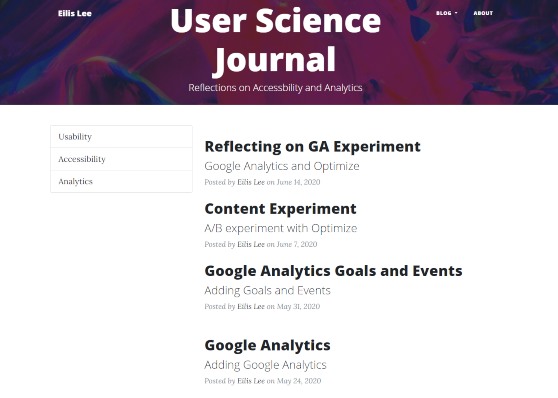 Eilis Lee
BLOG
ABOUT
User Science
Journal
Reflections on Accessbility and Analytics
Usability
Accessibility
Analytics
Reflecting on GA Experiment
Google Analytics and Optimize
Posted by Eilis Lee on June 14, 2020
Content Experiment
A/B experiment with Optimize
Posted by Eilis Lee on June 7, 2020
Google Analytics Goals and Events
Adding Goals and Events
Posted by Eilis Lee on May 31, 2020
Google Analytics
Adding Google Analytics
Posted by Eilis Lee on May 24, 2020